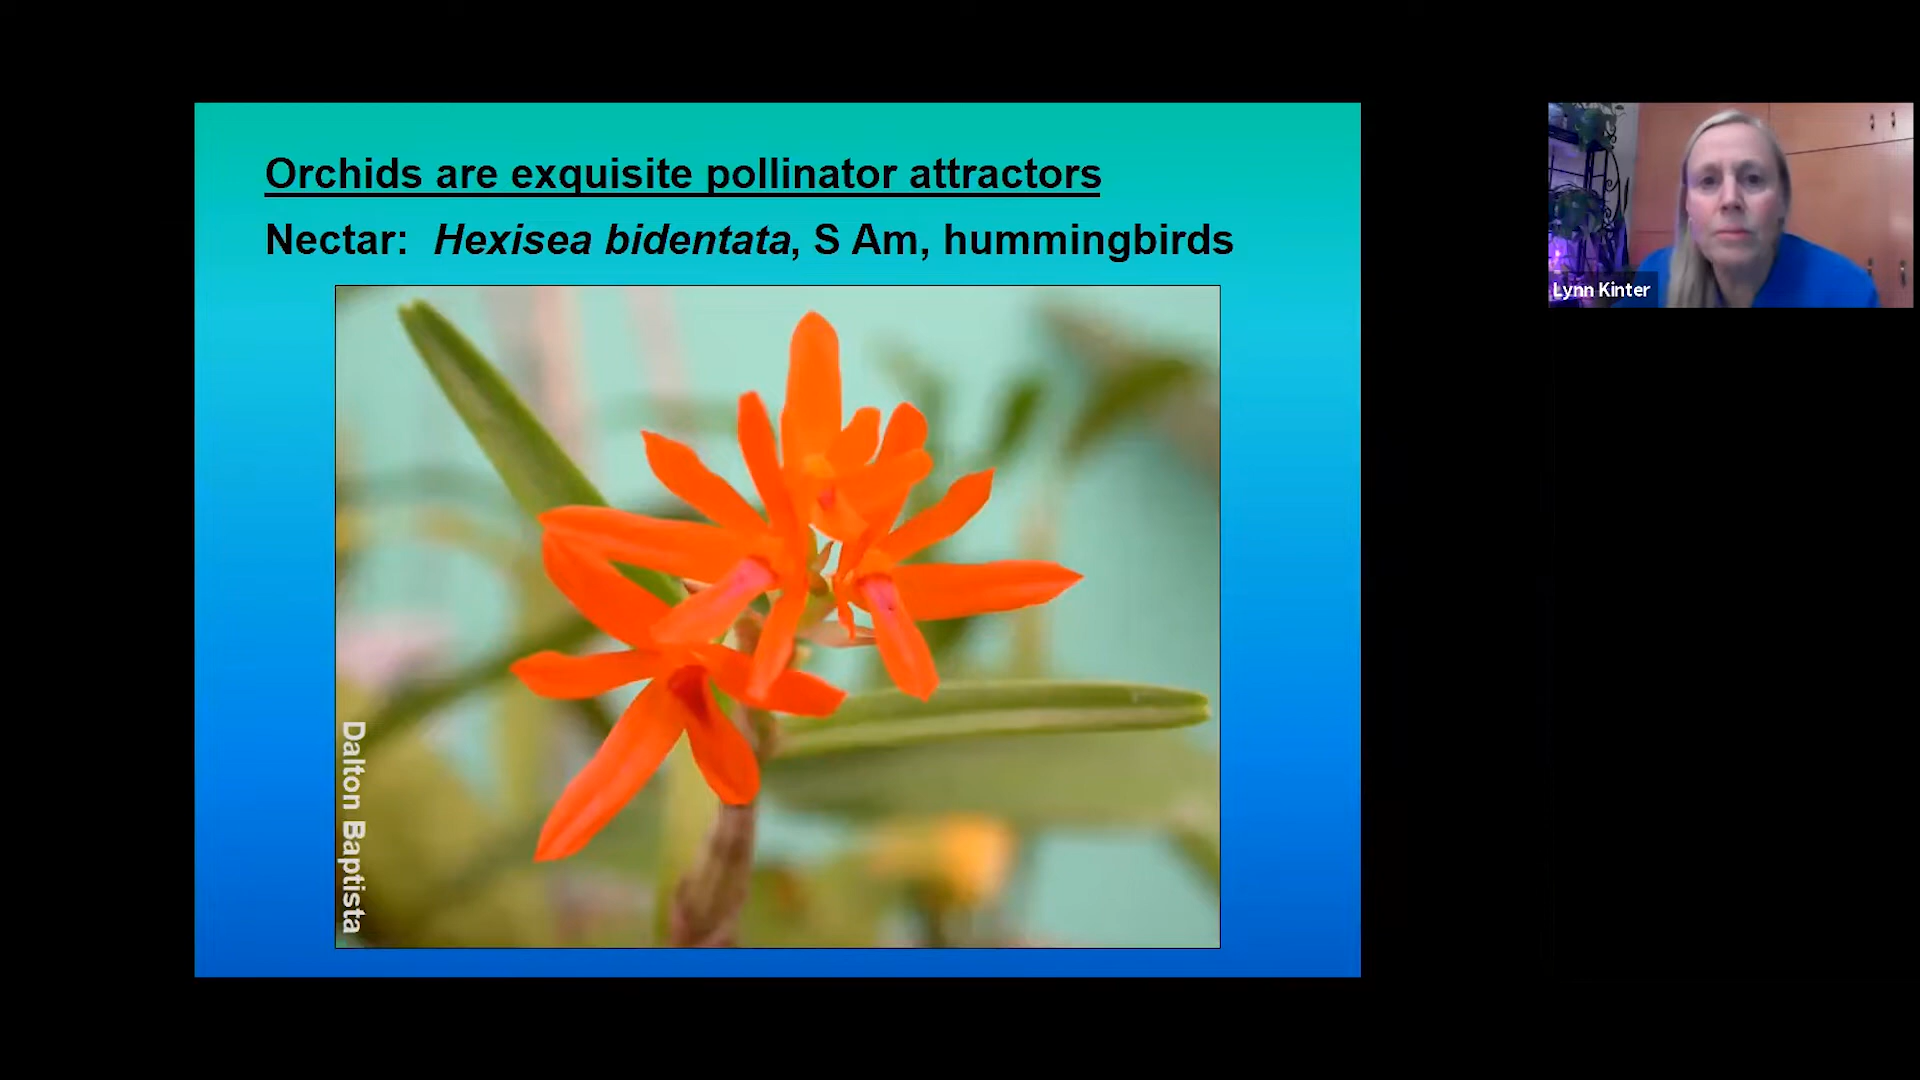 Orchids are exquisite pollinator attractors
Nectar: Hexisea bidentata, S Am, hummingbirds
Dalton Baptista
Lynn Kinter